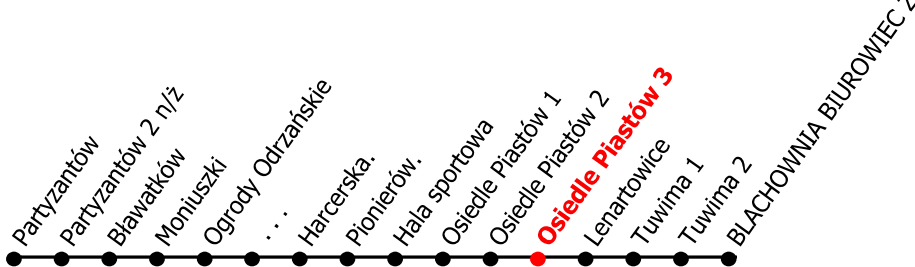 Partyzantów
Partyzantów 2 n/ż
Bławatków
Moniuszki
Ogrody Odrzańskie
. . .
Harcerska.
Pionierów.
Hala sportowa
Osiedle Piastów 1
Osiedle Piastów 2
Osiedle Piastów 3
Lenartowice
Tuwima 1
Tuwima 2
BLACHOWNIA BIUROWIEC 2